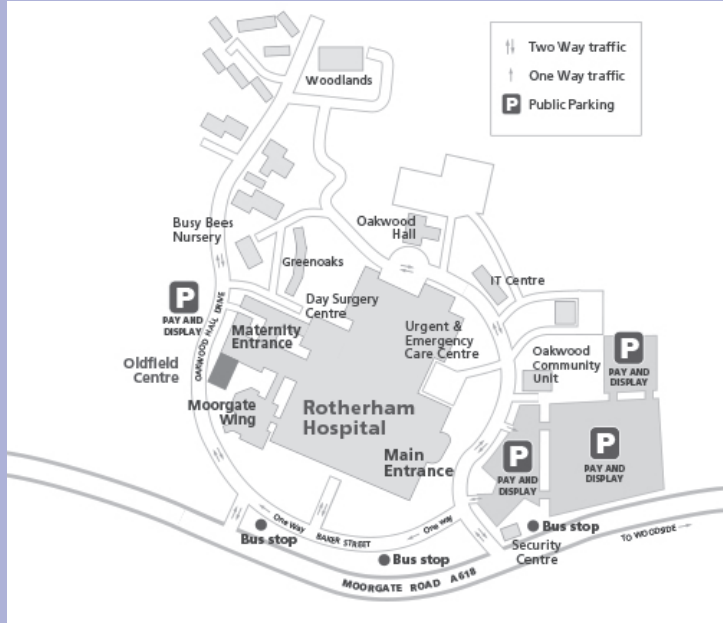 Two Way traffic
One Way traffic
P Public Parking
Woodlands
Busy Bees
Nursery
Oakwood
Hall
Greenoaks
IT Centre
P
PAY AND
DISPLAY
OAKWOOD HALL DRIVE
Day Surgery
Centre
Maternity
Entrance
Urgent &
Emergency
Care Centre
Oldfield
Centre
Oakwood
Community
Unit
P
PAY AND
DISPLAY
Moorgate
Wing
Rotherham
Hospital
Main
Entrance
P
PAY AND
DISPLAY
P
PAY AND
DISPLAY
One Way
BAKER STREET
One way
Bus stop
Bus stop
Bus stop
Security
Centre
TO WOODSIDE
MOORGATE ROAD A618